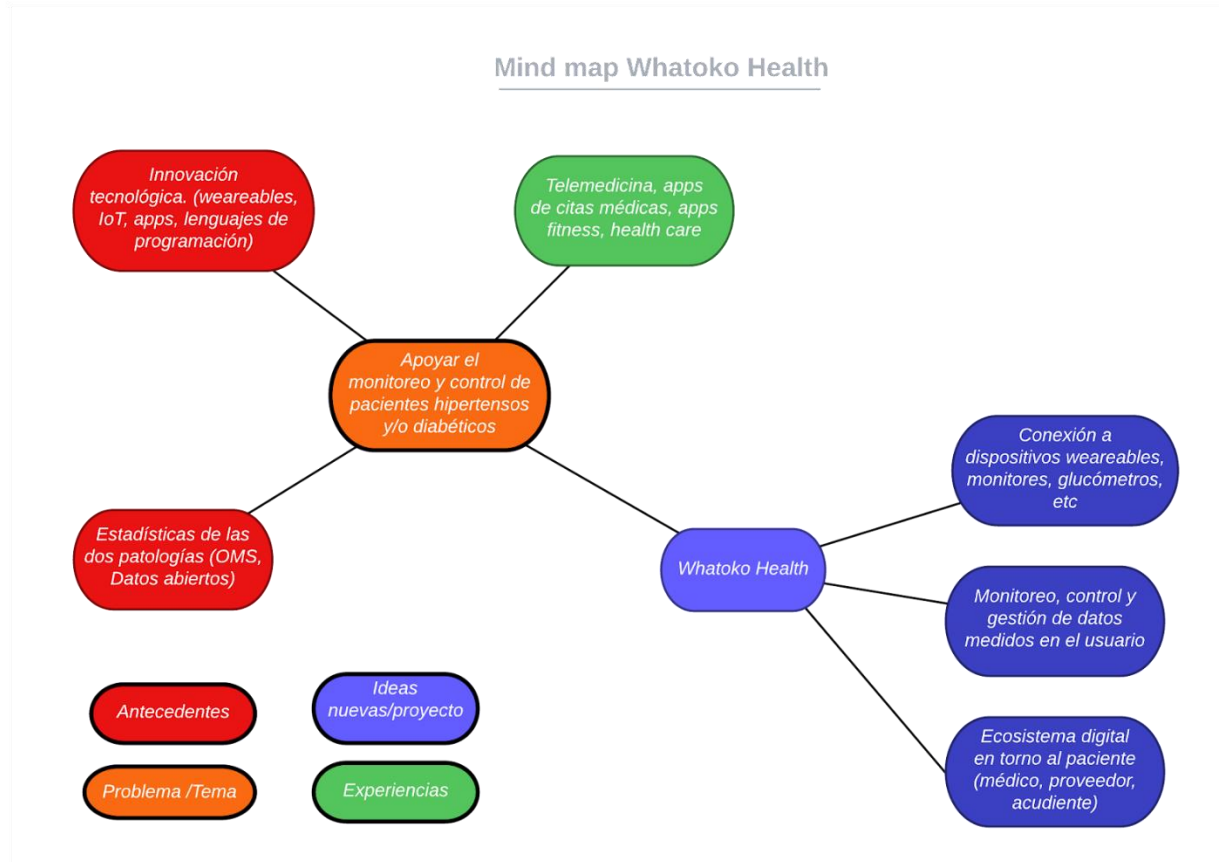 Mind map Whatoko Health
Innovación
tecnológica. (weareables,
IoT, apps, lenguajes de
programación)
Telemedicina, apps
de citas médicas, apps
fitness, health care
Apoyar el
monitoreo y control de
pacientes hipertensos
y/o diabéticos
Estadísticas de las
dos patologías (OMS,
Datos abiertos)
Whatoko Health
Conexión a
dispositivos weareables,
monitores, glucómetros,
etc
Monitoreo, control y
gestión de datos
medidos en el usuario
Ecosistema digital
en torno al paciente
(médico, proveedor,
acudiente)
Antecedentes
Ideas
nuevas/proyecto
Problema /Tema
Experiencias